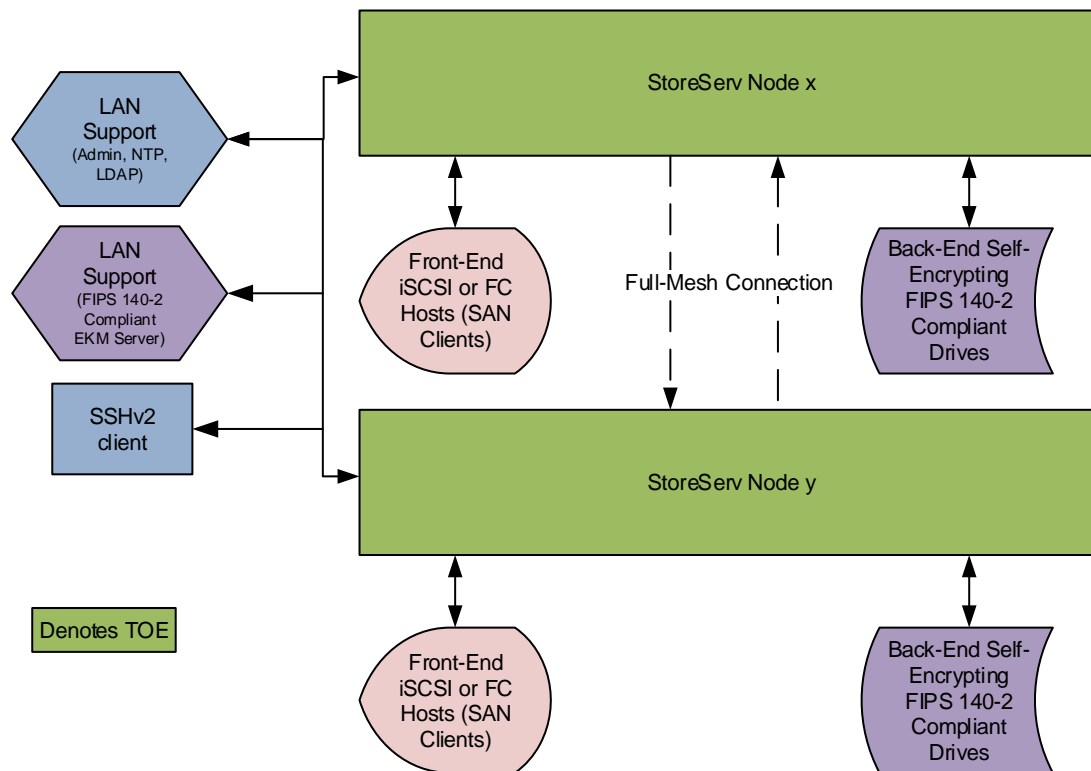 StoreServ Node x
LAN
Support
(Admin, NTP,
LDAP)
LAN
Support
(FIPS 140-2
Compliant
EKM Server)
SSHv2
client
Front-End
iSCSI or FC
Hosts (SAN
Clients)
Full-Mesh Connection
Back-End Self-
Encrypting
FIPS 140-2
Compliant
Drives
StoreServ Node y
Denotes TOE
Front-End
iSCSI or FC
Hosts (SAN
Clients)
Back-End Self-
Encrypting
FIPS 140-2
Compliant
Drives